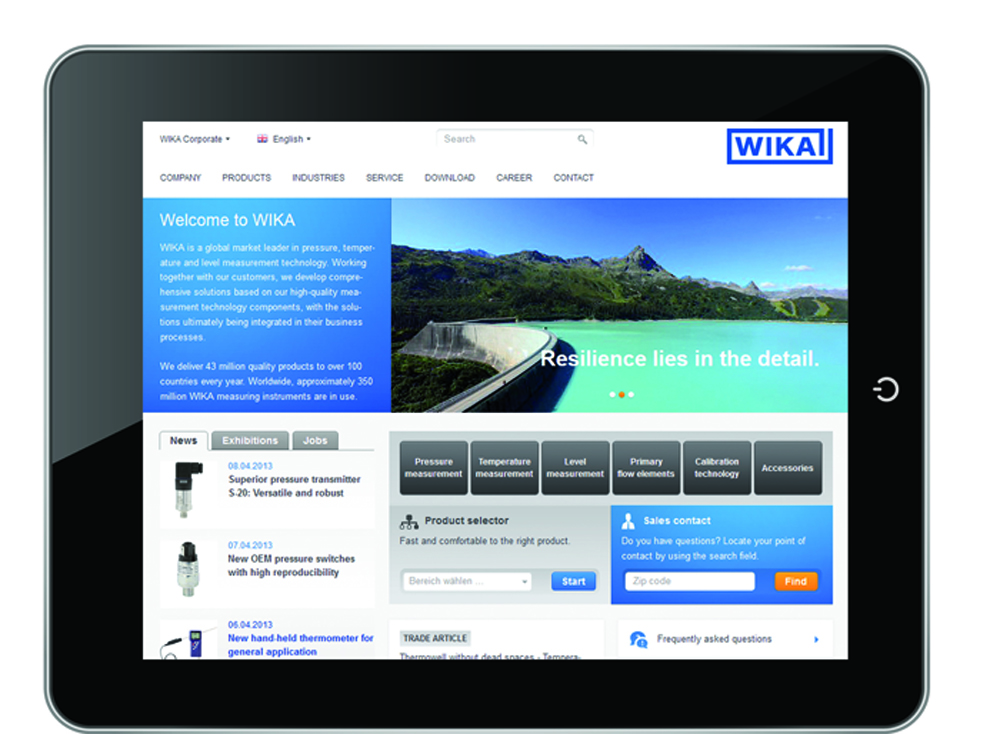 WIKA Corporate
English
Search
WIKA
COMPANY PRODUCTS INDUSTRIES SERVICE DOWNLOAD CAREER CONTACT
Welcome to WIKA
WIKA is a global market leader in pressure, temper-
ature and level measurement technology. Working
together with our customers, we develop compre-
hensive solutions based on our high-quality mea-
surement technology components, with the solu-
tions ultimately being integrated in their business
processes.
We deliver 43 million quality products to over 100
countries every year. Worldwide, approximately 350
million WIKA measuring instruments are in use.
Resilience lies in the detail.
News Exhibitions Jobs
08.04.2013
Superior pressure transmitter
S-20: Versatile and robust
07.04.2013
New OEM pressure switches
with high reproducibility
06.04.2013
New hand-held thermometer for
general application
Pressure
measurement
Temperature
measurement
Level
measurement
Primary
flow elements
Calibration
technology
Accessories
Product selector
Fast and comfortable to the right product.
Bereich wählen ...
Start
Sales contact
Do you have questions? Locate your point of
contact by using the search field.
Zip code
Find
TRADE ARTICLE
Thermowell without dead spaces - Tempera-
Frequently asked questions